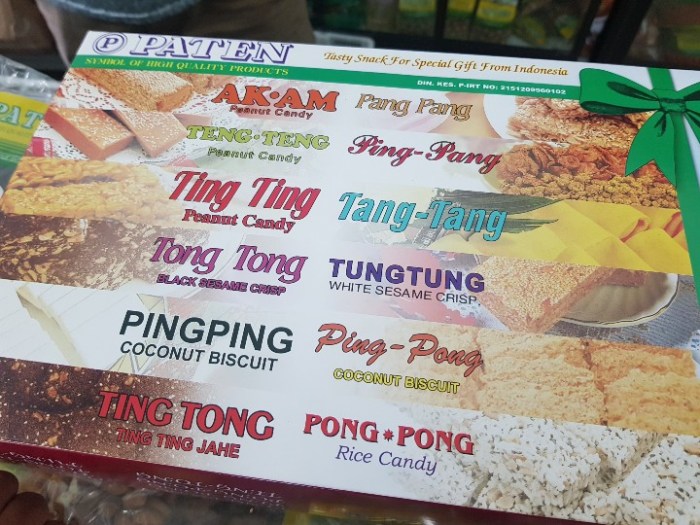 P PATEN
SYMBOL OF HIGH QUALITY PRODUCTS
Tasty Snack For Special Gift From Indonesia
DIN. KES. P-IRT NO: 2151209560102
AK·AM
Peanut Candy
Pang Pang
TENG·TENG
Peanut Candy
Ping-Pang
Ting Ting
Peanut Candy
Tang-Tang
Tong Tong
BLACK SESAME CRISP
TUNGTUNG
WHITE SESAME CRISP
PINGPING
COCONUT BISCUIT
Ping-Pong
COCONUT BISCUIT
TING TONG
TING TING JAHE
PONG*PONG
Rice Candy